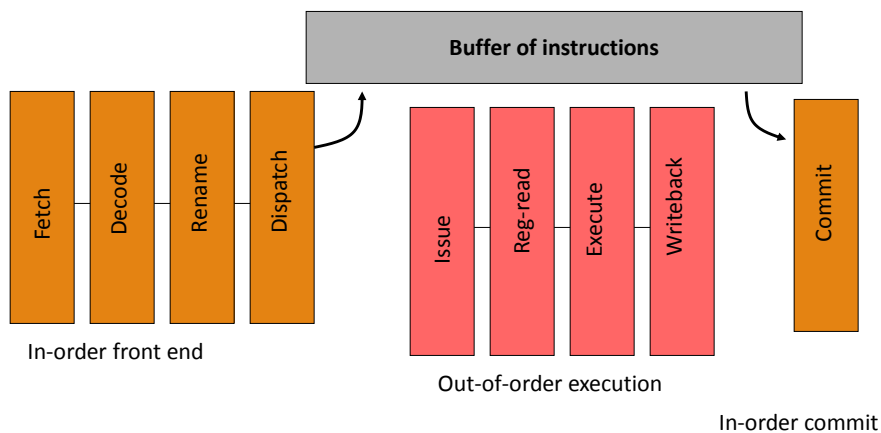 Buffer of instructions
Fetch
Decode
Rename
Dispatch
Issue
Reg-read
Execute
Writeback
Commit
In-order front end
Out-of-order execution
In-order commit